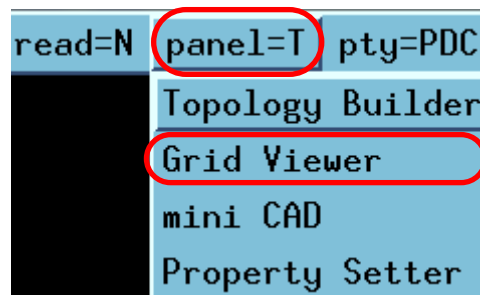 read=N panel=T pty=PDC
Topology Builder
Grid Viewer
mini CAD
Property Setter